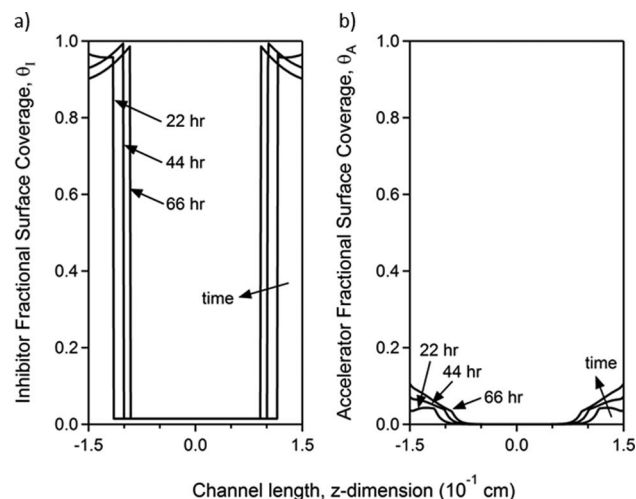 a)
Inhibitor Fractional Surface Coverage, θI
1.0
0.8
0.6
0.4
0.2
0.0
22 hr
44 hr
66 hr
time
-1.5
0.0
1.5
b)
Accelerator Fractional Surface Coverage, θA
1.0
0.8
0.6
0.4
0.2
0.0
22 hr
44 hr
66 hr
time
-1.5
0.0
1.5
Channel length, z-dimension (10⁻¹ cm)